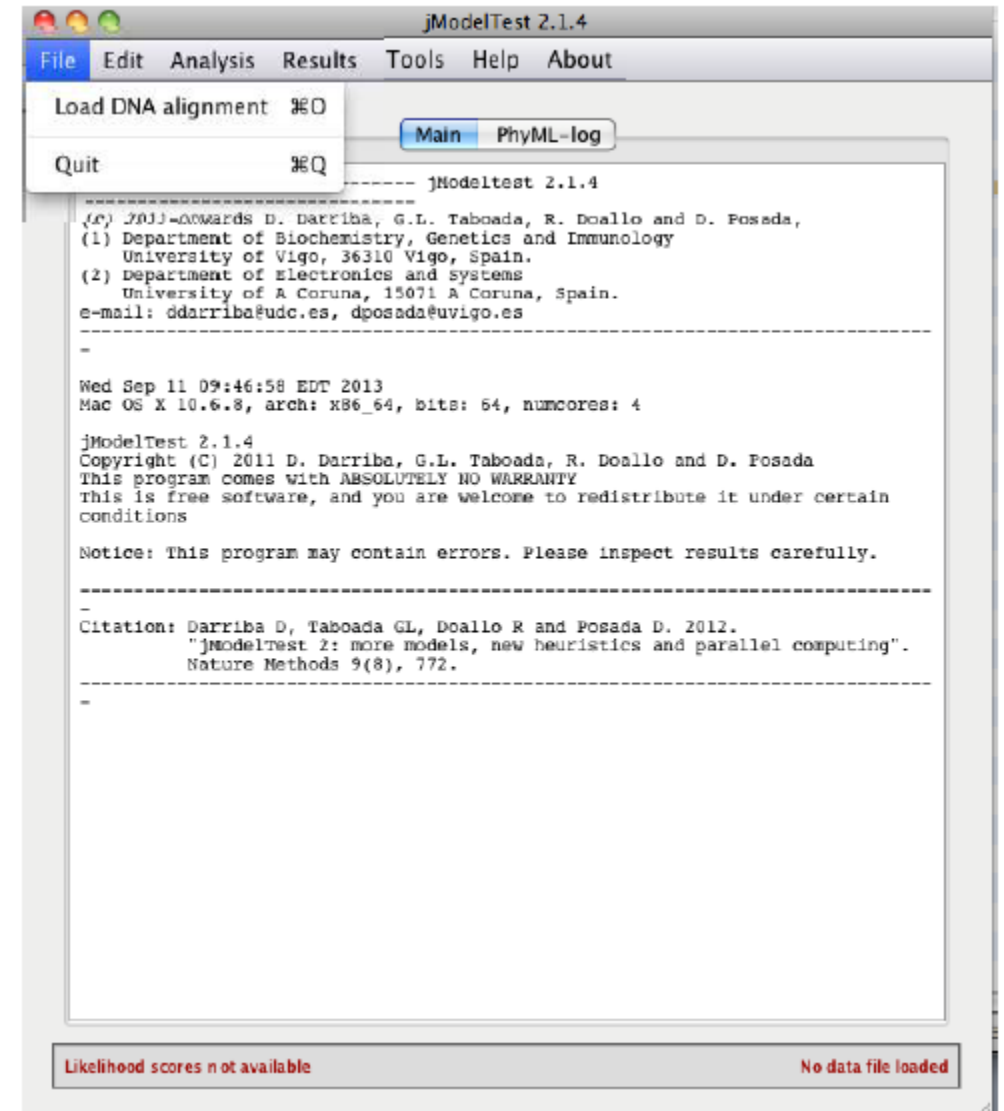 jModelTest 2.1.4
File Edit Analysis Results Tools Help About
Load DNA alignment ⌘O
Quit ⌘Q
Main PhyML-log
---------- jModeltest 2.1.4
-------------------------------
(c) 2011-onwards D. Darriba, G.L. Taboada, R. Doallo and D. Posada,
(1) Department of Biochemistry, Genetics and Immunology
University of Vigo, 36310 Vigo, Spain.
(2) Department of Electronics and Systems
University of A Coruna, 15071 A Coruna, Spain.
e-mail: ddarriba@udc.es, dposada@uvigo.es
-------------------------------------------------------------------------------
-
Wed Sep 11 09:46:58 EDT 2013
Mac OS X 10.6.8, arch: x86_64, bits: 64, numcores: 4
jModelTest 2.1.4
Copyright (C) 2011 D. Darriba, G.L. Taboada, R. Doallo and D. Posada
This program comes with ABSOLUTELY NO WARRANTY
This is free software, and you are welcome to redistribute it under certain
conditions
Notice: This program may contain errors. Please inspect results carefully.
-------------------------------------------------------------------------------
-
Citation: Darriba D, Taboada GL, Doallo R and Posada D. 2012.
"jModelTest 2: more models, new heuristics and parallel computing".
Nature Methods 9(8), 772.
-------------------------------------------------------------------------------
-
Likelihood scores not available No data file loaded